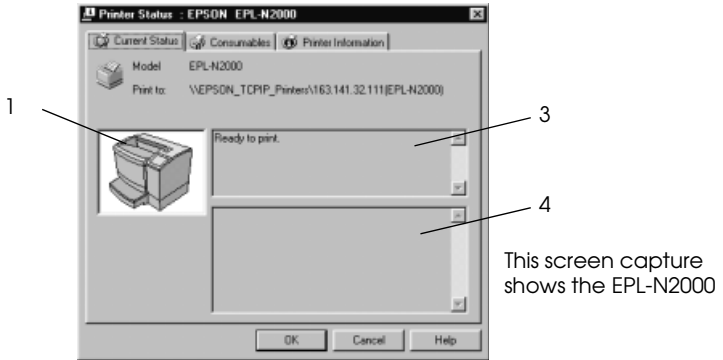 Printer Status : EPSON EPL-N2000
Current Status Consumables Printer Information
Model EPL-N2000
Print to: \\EPSON_TCPIP_Printers\163.141.32.111(EPL-N2000)
1
Ready to print.
3
4
This screen capture
shows the EPL-N2000
OK Cancel Help